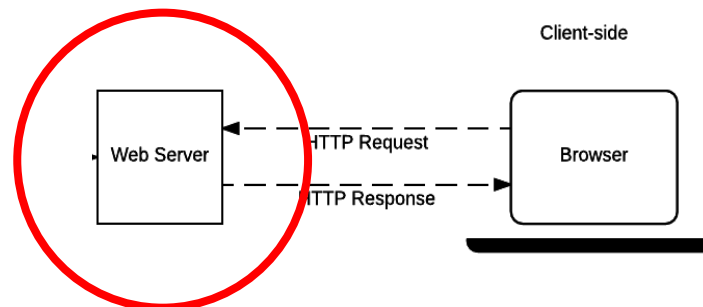 Client-side
HTTP Request
Web Server
Browser
HTTP Response